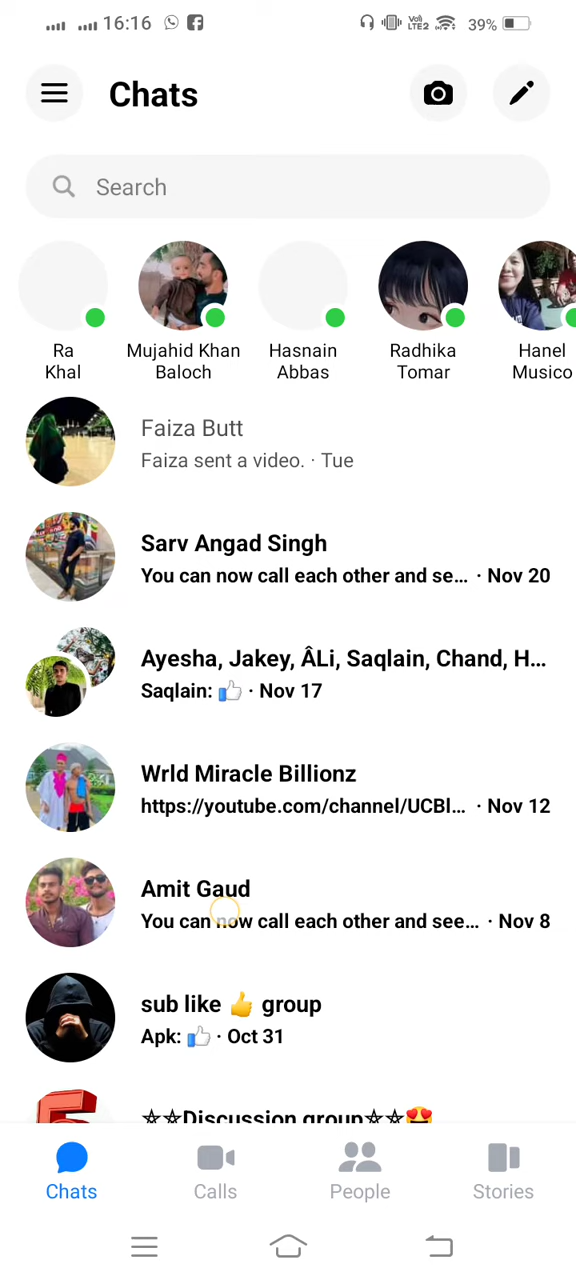 16:16 Voll LTE2 39%
Chats
Search
Ra Khal
Mujahid Khan Baloch
Hasnain Abbas
Radhika Tomar
Hanel Musico
Faiza Butt
Faiza sent a video. · Tue
Sarv Angad Singh
You can now call each other and se... · Nov 20
Ayesha, Jakey, ÂLi, Saqlain, Chand, H...
Saqlain: 👍 · Nov 17
Wrld Miracle Billionz
https://youtube.com/channel/UCBl... · Nov 12
Amit Gaud
You can now call each other and see... · Nov 8
sub like 👍 group
Apk: 👍 · Oct 31
☆☆Discussion group☆☆😍
Chats
Calls
People
Stories